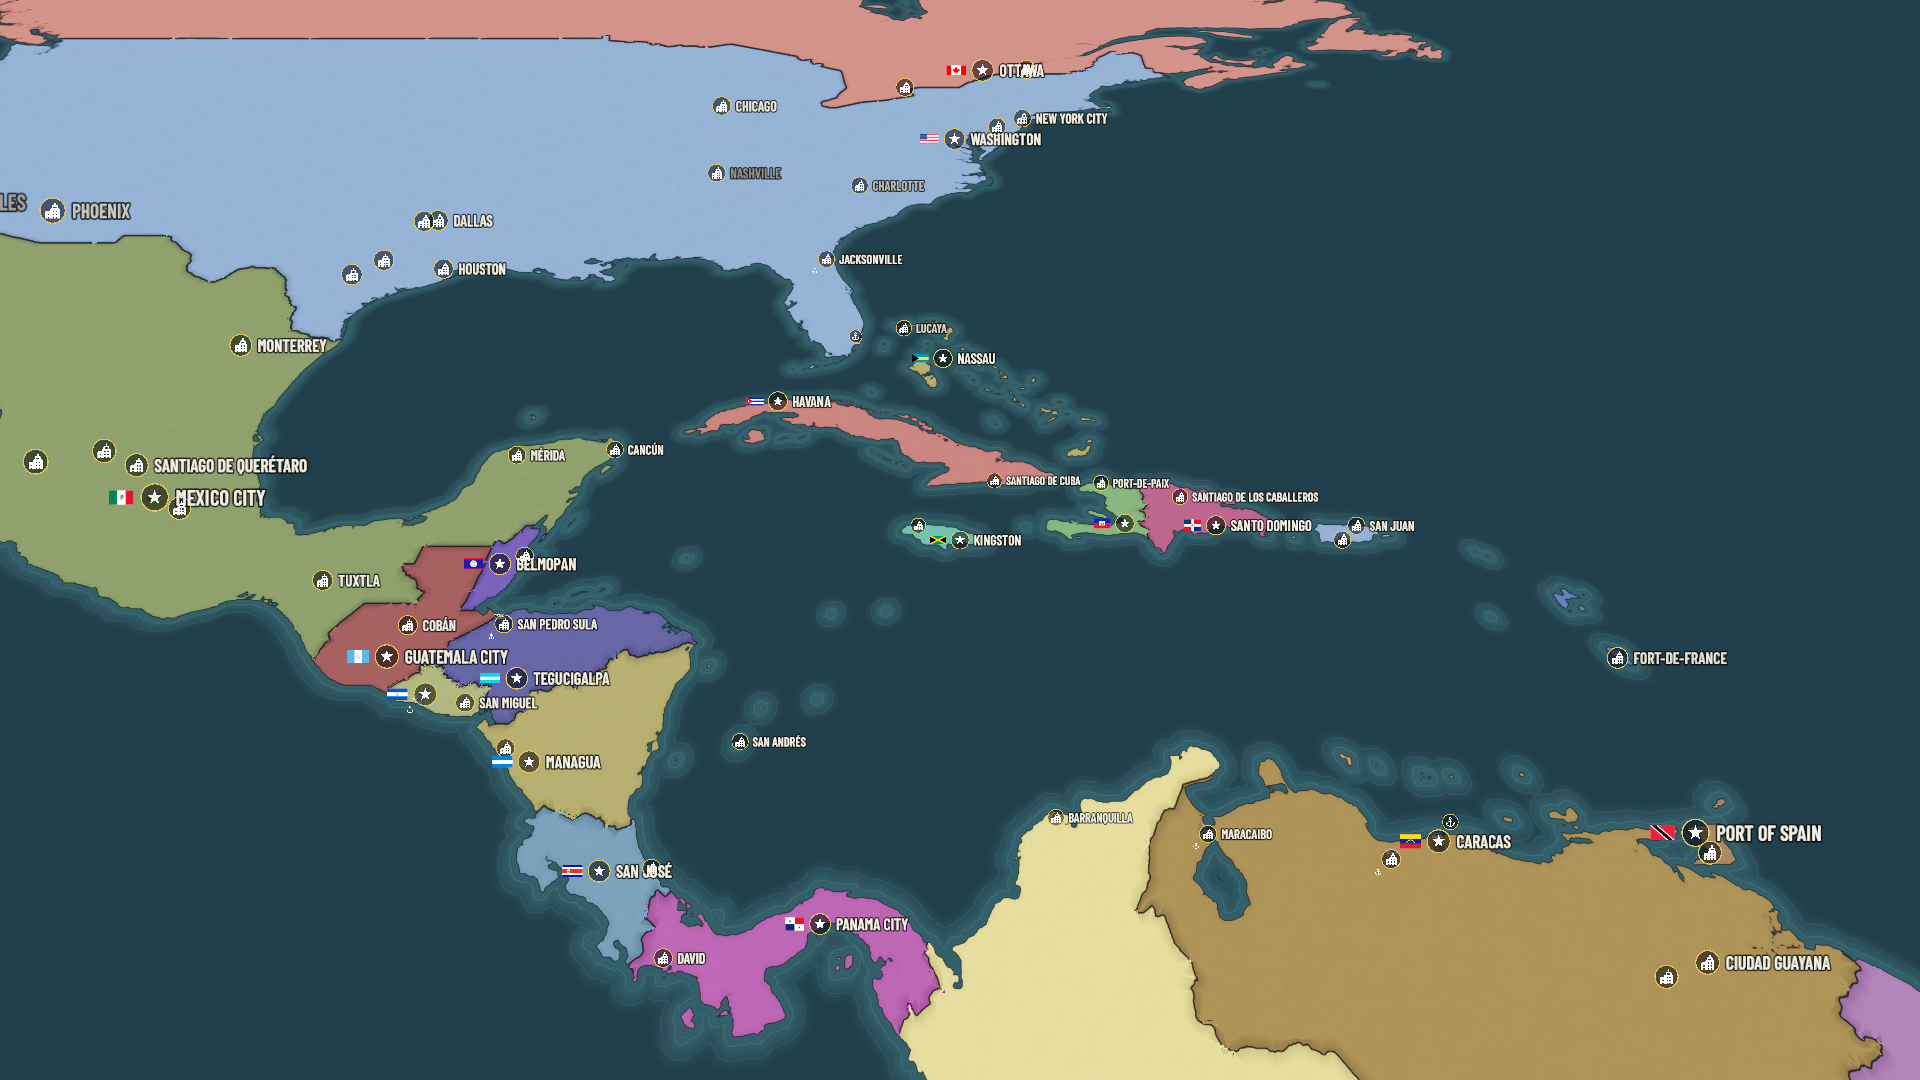 OTTAWA
CHICAGO
NEW YORK CITY
WASHINGTON
NASHVILLE
CHARLOTTE
LES
PHOENIX
DALLAS
JACKSONVILLE
HOUSTON
LUCAYA
MONTERREY
NASSAU
HAVANA
CANCÚN
MÉRIDA
SANTIAGO DE QUERÉTARO
SANTIAGO DE CUBA
PORT-DE-PAIX
MEXICO CITY
SANTIAGO DE LOS CABALLEROS
SANTO DOMINGO
SAN JUAN
KINGSTON
BELMOPAN
TUXTLA
COBÁN
SAN PEDRO SULA
GUATEMALA CITY
FORT-DE-FRANCE
TEGUCIGALPA
SAN MIGUEL
SAN ANDRÉS
MANAGUA
BARRANQUILLA
MARACAIBO
PORT OF SPAIN
CARACAS
SAN JOSÉ
PANAMA CITY
DAVID
CIUDAD GUAYANA